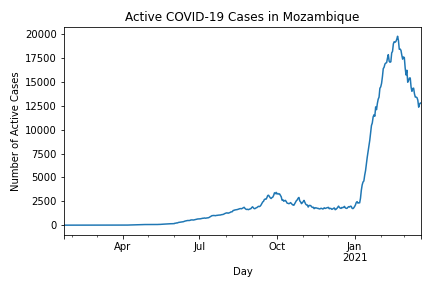 Active COVID-19 Cases in Mozambique
Number of Active Cases
20000
17500
15000
12500
10000
7500
5000
2500
0
Apr
Jul
Oct
Jan
2021
Day